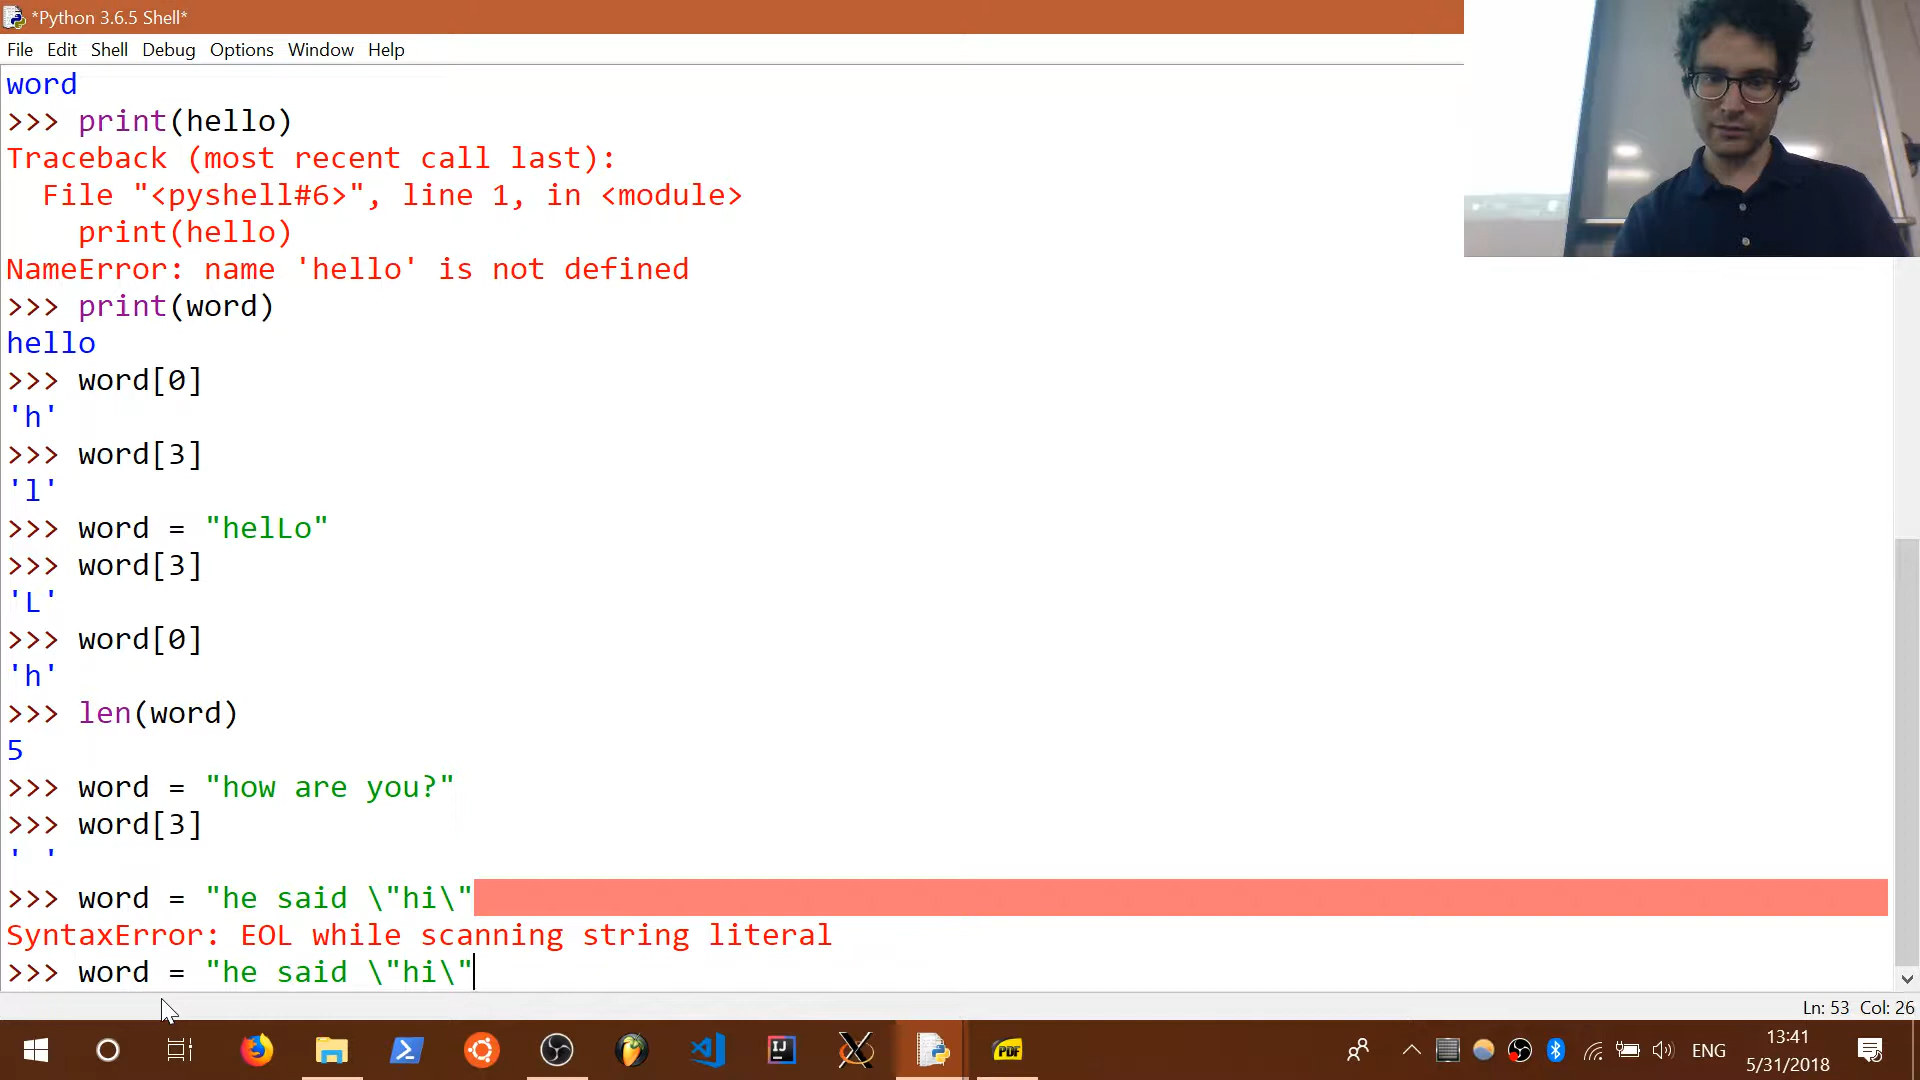 *Python 3.6.5 Shell*
File Edit Shell Debug Options Window Help
word
>>> print(hello)
Traceback (most recent call last):
  File "<pyshell#6>", line 1, in <module>
    print(hello)
NameError: name 'hello' is not defined
>>> print(word)
hello
>>> word[0]
'h'
>>> word[3]
'l'
>>> word = "helLo"
>>> word[3]
'L'
>>> word[0]
'h'
>>> len(word)
5
>>> word = "how are you?"
>>> word[3]
' '
>>> word = "he said \"hi\"
SyntaxError: EOL while scanning string literal
>>> word = "he said \"hi\"
Ln: 53 Col: 26
IJ
PDF
ENG
13:41
5/31/2018